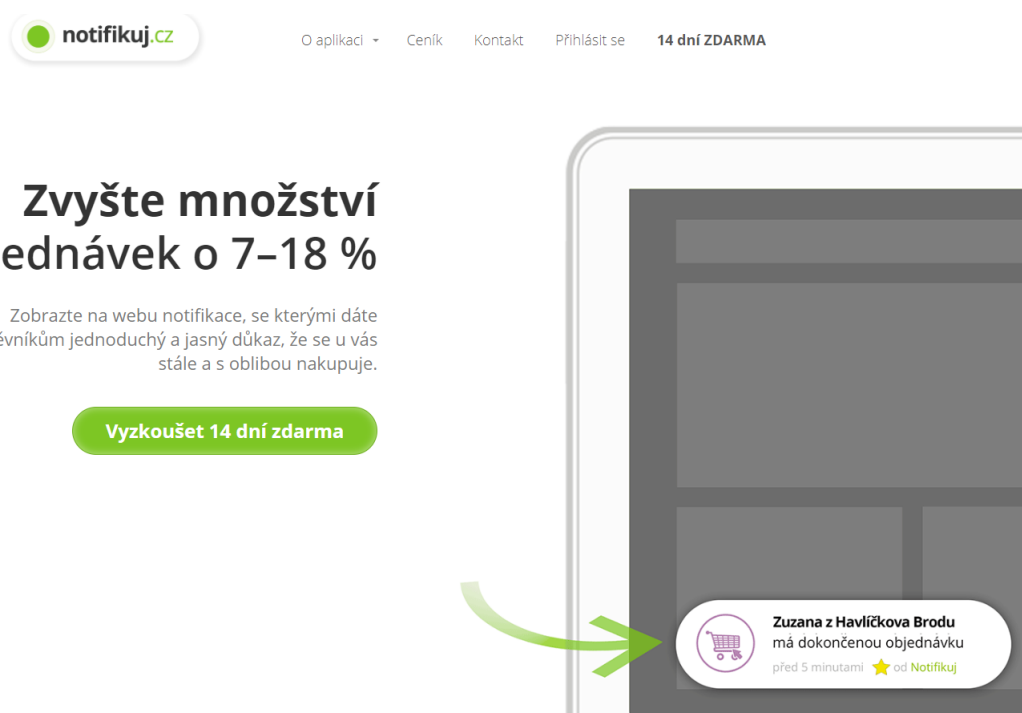 notifikuj.cz
O aplikaci
Ceník
Kontakt
Přihlásit se
14 dní ZDARMA
Zvyšte množství
ednávek o 7–18 %
Zobrazte na webu notifikace, se kterými dáte
ěvníkům jednoduchý a jasný důkaz, že se u vás
stále a s oblibou nakupuje.
Vyzkoušet 14 dní zdarma
Zuzana z Havlíčkova Brodu
má dokončenou objednávku
před 5 minutami od Notifikuj